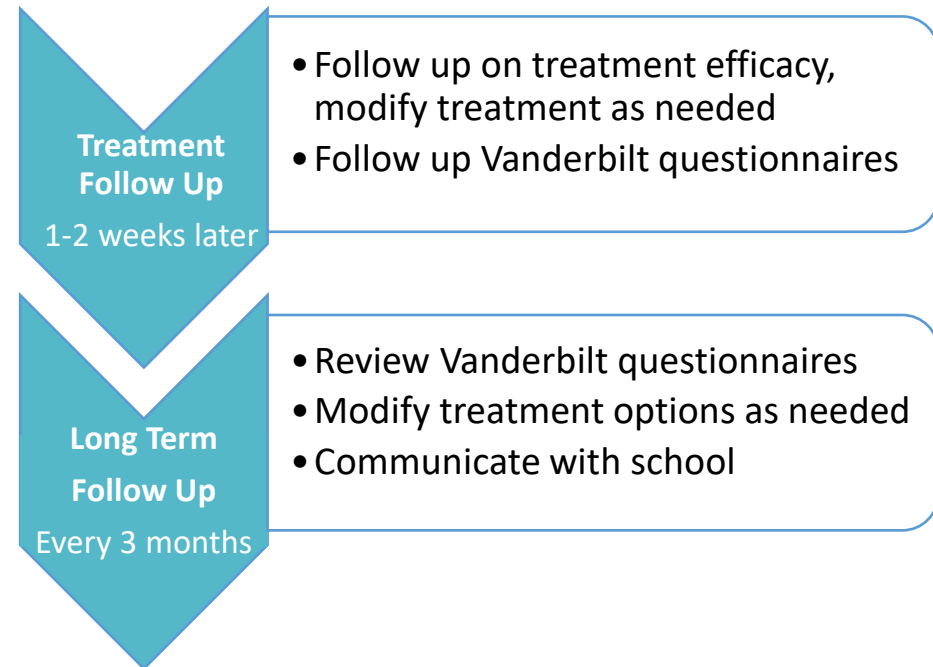 Treatment
Follow Up
1-2 weeks later
•Follow up on treatment efficacy,
modify treatment as needed
•Follow up Vanderbilt questionnaires
Long Term
Follow Up
Every 3 months
•Review Vanderbilt questionnaires
•Modify treatment options as needed
•Communicate with school